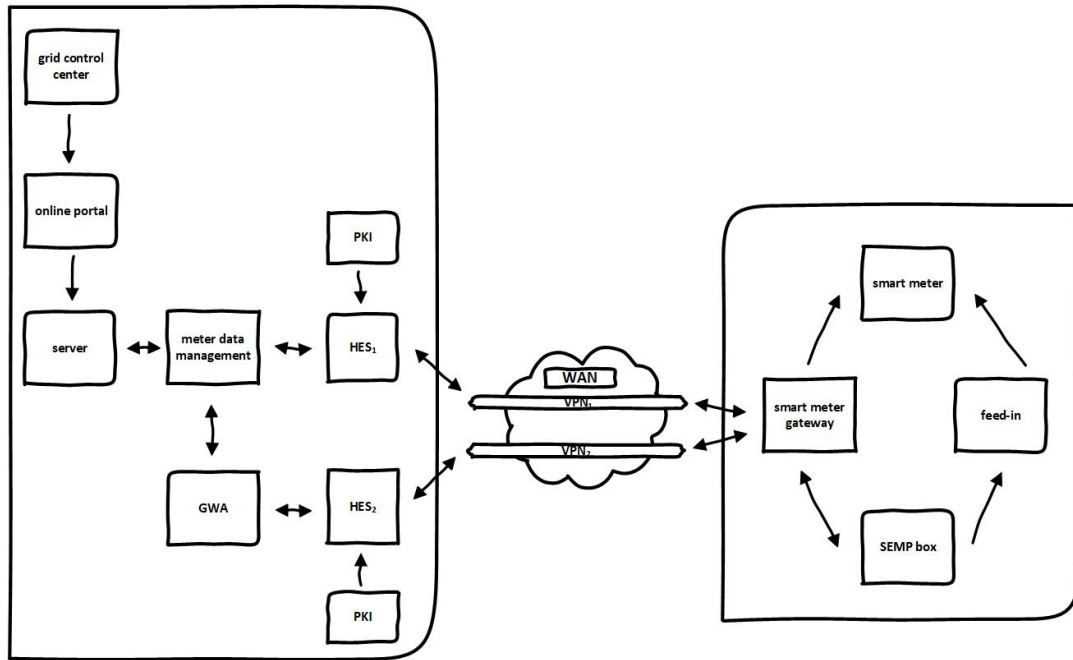 grid control
center
online portal
PKI
server
meter data
management
HES₁
GWA
HES₂
PKI
WAN
VPN₁
VPN₂
smart meter
smart meter
gateway
feed-in
SEMP box